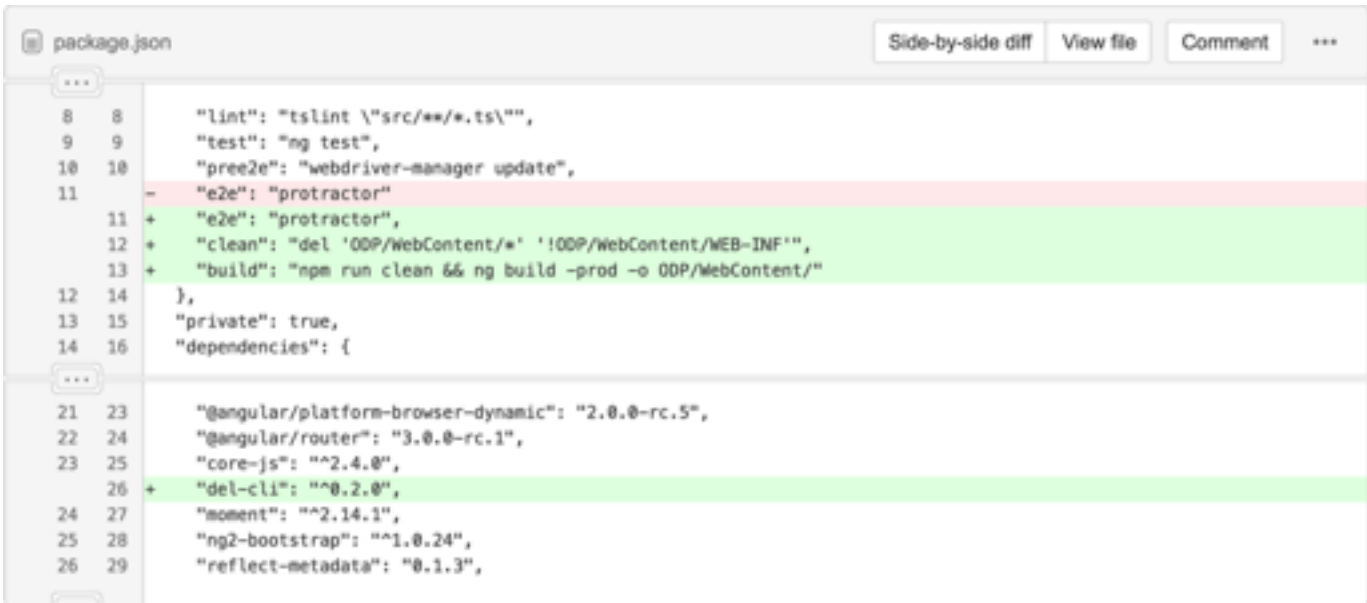 package.json Side-by-side diff View file Comment ...
...
8 8 "lint": "tslint \"src/**/*.ts\"",
9 9 "test": "ng test",
10 10 "pree2e": "webdriver-manager update",
11 - "e2e": "protractor"
11 + "e2e": "protractor",
12 + "clean": "del 'ODP/WebContent/*' '!ODP/WebContent/WEB-INF'",
13 + "build": "npm run clean && ng build -prod -o ODP/WebContent/"
12 14 },
13 15 "private": true,
14 16 "dependencies": {
...
21 23 "@angular/platform-browser-dynamic": "2.0.0-rc.5",
22 24 "@angular/router": "3.0.0-rc.1",
23 25 "core-js": "^2.4.0",
26 + "del-cli": "^0.2.0",
24 27 "moment": "^2.14.1",
25 28 "ng2-bootstrap": "^1.0.24",
26 29 "reflect-metadata": "0.1.3",